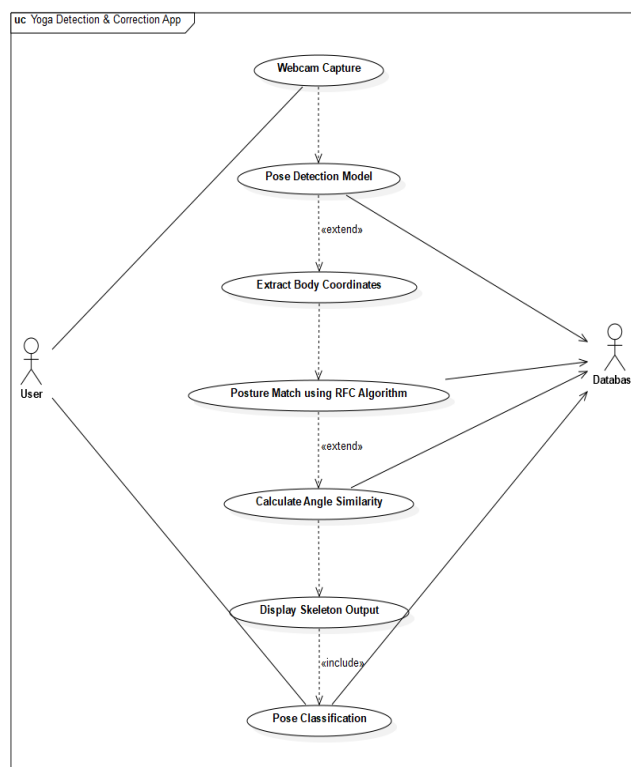 uc Yoga Detection & Correction App
Webcam Capture
Pose Detection Model
«extend»
Extract Body Coordinates
User
Databas
Posture Match using RFC Algorithm
«extend»
Calculate Angle Similarity
Display Skeleton Output
«include»
Pose Classification